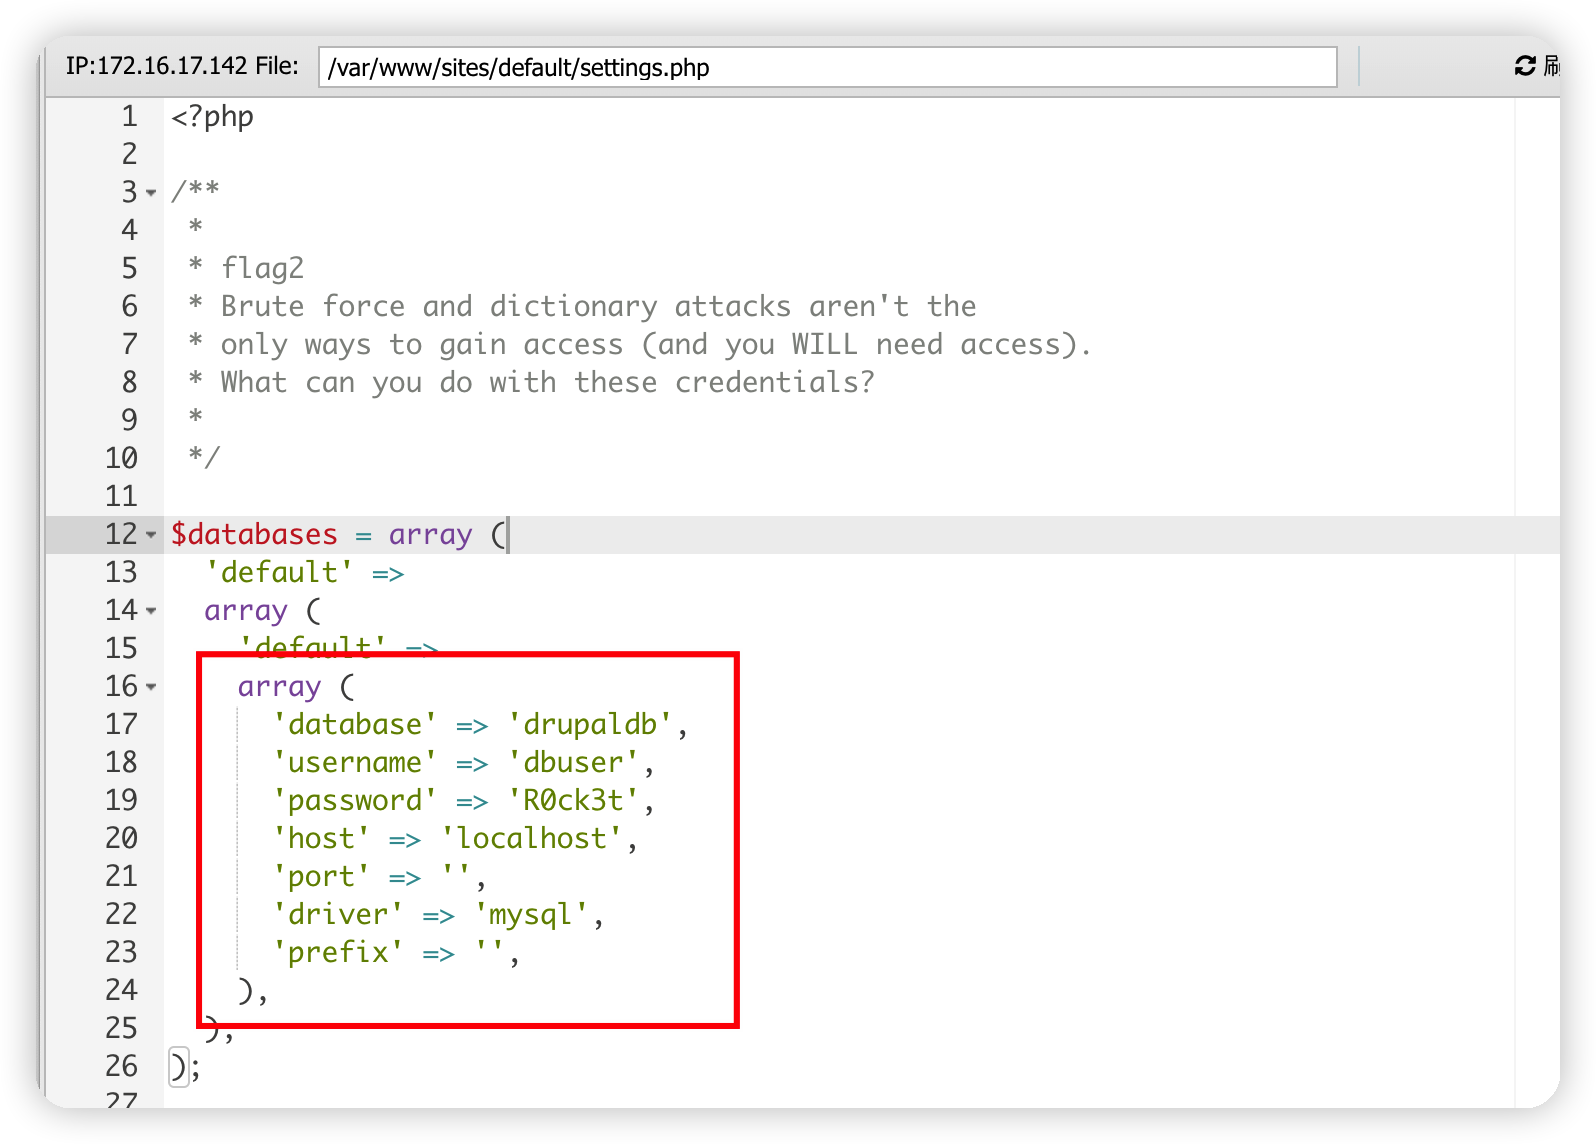 IP:172.16.17.142 File: /var/www/sites/default/settings.php 刷
1 <?php
2
3 /**
4  *
5  * flag2
6  * Brute force and dictionary attacks aren't the
7  * only ways to gain access (and you WILL need access).
8  * What can you do with these credentials?
9  *
10  */
11
12 $databases = array (
13   'default' =>
14   array (
15     'default' =>
16     array (
17       'database' => 'drupaldb',
18       'username' => 'dbuser',
19       'password' => 'R0ck3t',
20       'host' => 'localhost',
21       'port' => '',
22       'driver' => 'mysql',
23       'prefix' => '',
24     ),
25   ),
26 );
27